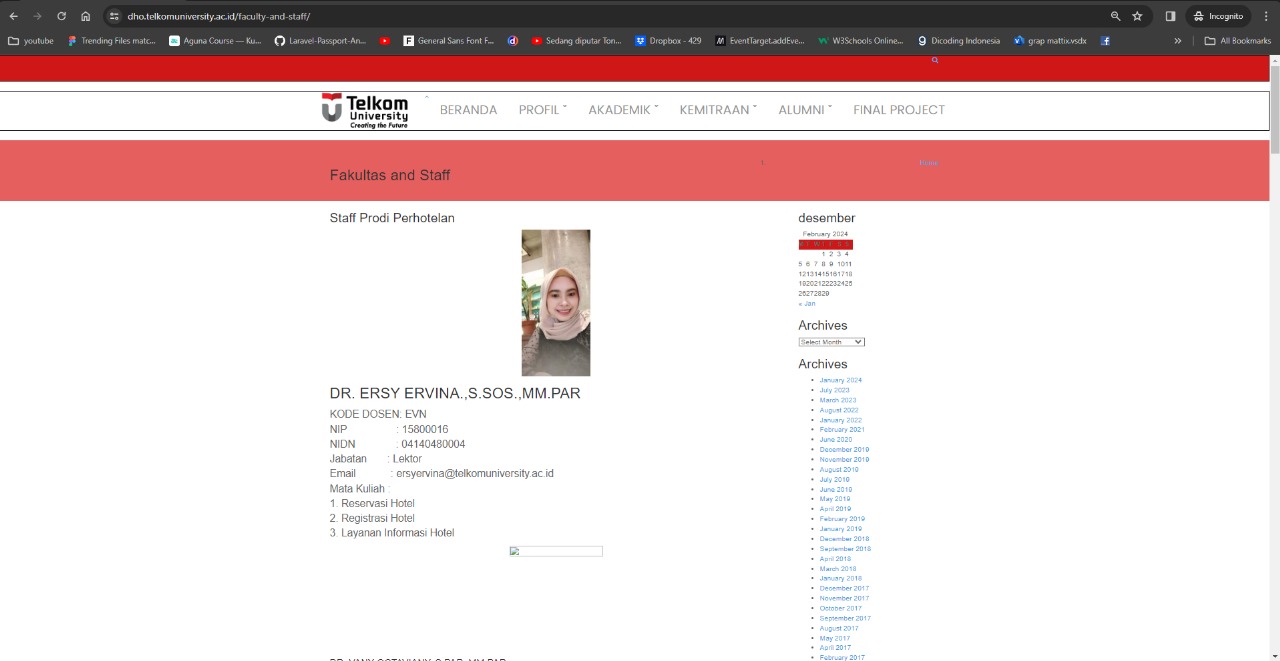 dho.telkomuniversity.ac.id/faculty-and-staff/
Incognito
youtube
Trending Files matc...
Aguna Course — Ku...
Laravel-Passport-An...
General Sans Font F...
Sedang diputar Ton...
Dropbox - 429
EventTarget.addEve...
W3Schools Online...
Dicoding Indonesia
grap mattix.vsdx
»
All Bookmarks
Telkom
University
Creating the Future
BERANDA
PROFIL
AKADEMIK
KEMITRAAN
ALUMNI
FINAL PROJECT
1
Home
Fakultas and Staff
Staff Prodi Perhotelan
DR. ERSY ERVINA.,S.SOS.,MM.PAR
KODE DOSEN: EVN
NIP : 15800016
NIDN : 04140480004
Jabatan : Lektor
Email : ersyervina@telkomuniversity.ac.id
Mata Kuliah :
1. Reservasi Hotel
2. Registrasi Hotel
3. Layanan Informasi Hotel
desember
February 2024
1 2 3 4
5 6 7 8 9 10 11
12 13 14 15 16 17 18
19 20 21 22 23 24 25
26 27 28 29
« Jan
Archives
Select Month
Archives
January 2024
July 2023
March 2023
August 2022
January 2022
February 2021
June 2020
December 2019
November 2019
August 2019
July 2019
June 2019
May 2019
April 2019
February 2019
January 2019
December 2018
September 2018
April 2018
March 2018
January 2018
December 2017
November 2017
October 2017
September 2017
August 2017
May 2017
April 2017
February 2017